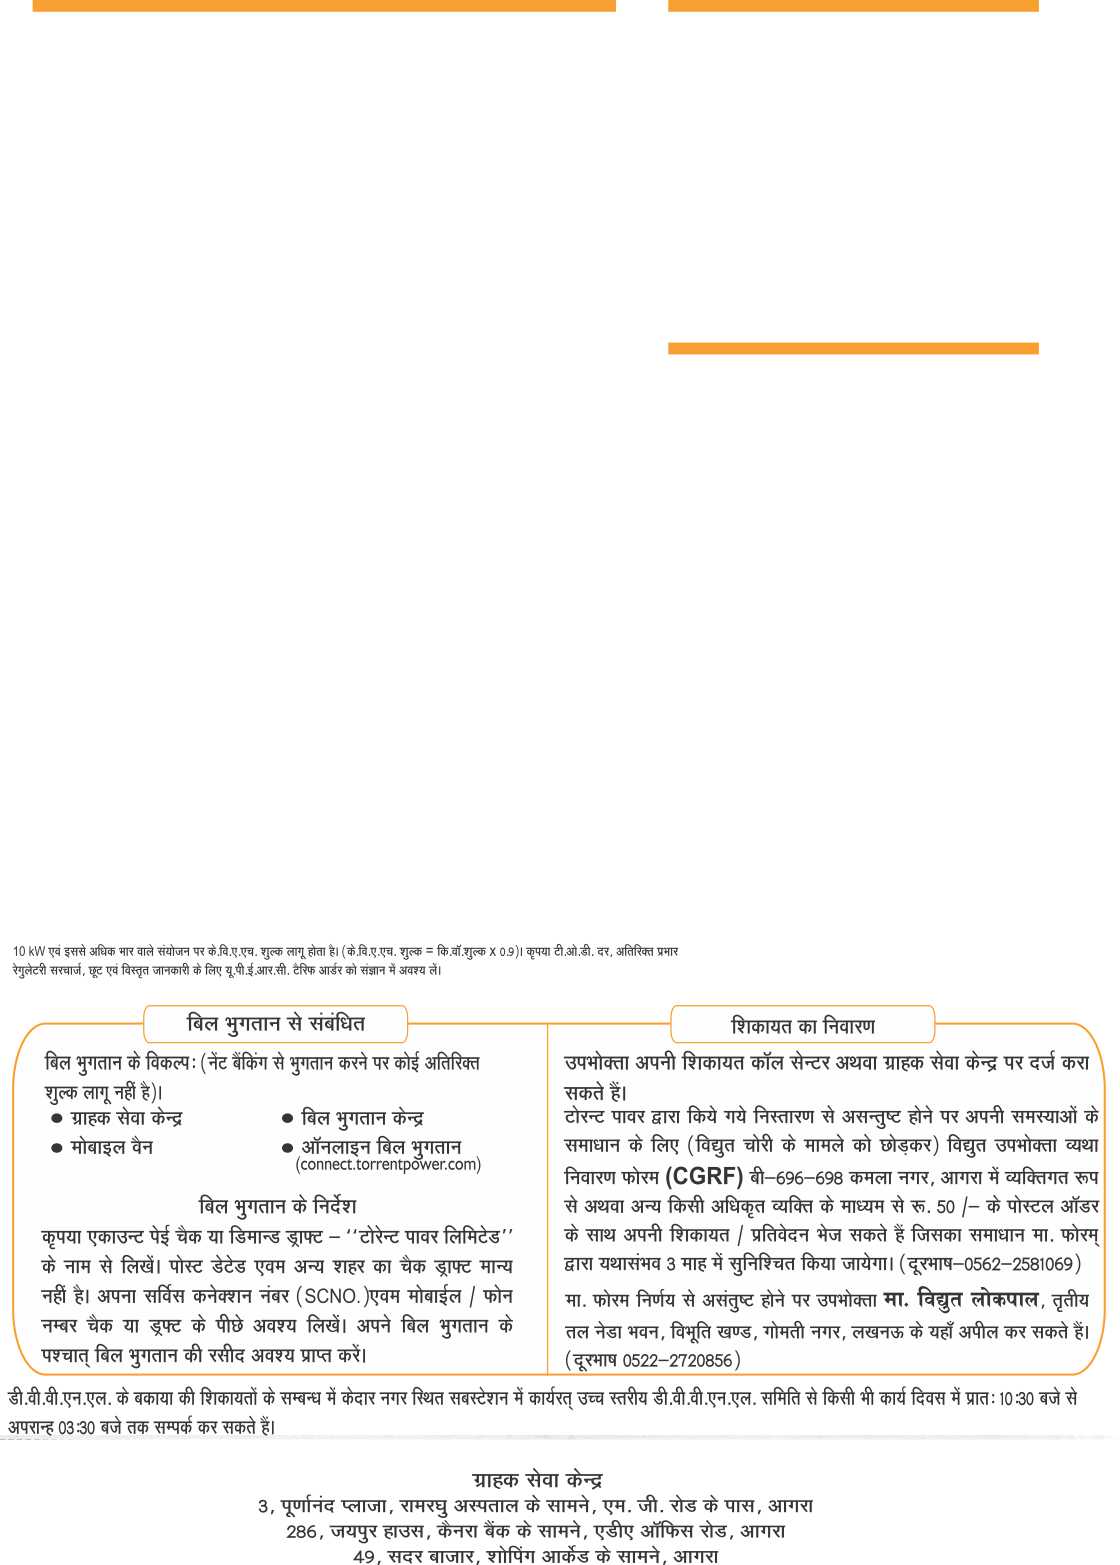 10 kW एवं इससे अधिक भार वाले संयोजन पर के.वि.ए.एच. शुल्क लागू होता है। (के.वि.ए.एच. शुल्क = कि.वॉ.शुल्क x 0.9)। कृपया टी.ओ.डी. दर, अतिरिक्त प्रभार
रेगुलेटरी सरचार्ज, छूट एवं विस्तृत जानकारी के लिए यू.पी.ई.आर.सी. टैरिफ आर्डर को संज्ञान में अवश्य लें।
बिल भुगतान से संबंधित
बिल भुगतान के विकल्प: (नेंट बैंकिंग से भुगतान करने पर कोई अतिरिक्त
शुल्क लागू नहीं है)।
● ग्राहक सेवा केन्द्र ● बिल भुगतान केन्द्र
● मोबाइल वैन ● ऑनलाइन बिल भुगतान
(connect.torrentpower.com)
बिल भुगतान के निर्देश
कृपया एकाउन्ट पेई चैक या डिमान्ड ड्राफ्ट – ‘‘टोरेन्ट पावर लिमिटेड’’
के नाम से लिखें। पोस्ट डेटेड एवम अन्य शहर का चैक ड्राफ्ट मान्य
नहीं है। अपना सर्विस कनेक्शन नंबर (SCNO.)एवम मोबाईल / फोन
नम्बर चैक या ड्रफ्ट के पीछे अवश्य लिखें। अपने बिल भुगतान के
पश्चात् बिल भुगतान की रसीद अवश्य प्राप्त करें।
शिकायत का निवारण
उपभोक्ता अपनी शिकायत कॉल सेन्टर अथवा ग्राहक सेवा केन्द्र पर दर्ज करा
सकते हैं।
टोरन्ट पावर द्वारा किये गये निस्तारण से असन्तुष्ट होने पर अपनी समस्याओं के
समाधान के लिए (विद्युत चोरी के मामले को छोड़कर) विद्युत उपभोक्ता व्यथा
निवारण फोरम (CGRF) बी–696–698 कमला नगर, आगरा में व्यक्तिगत रूप
से अथवा अन्य किसी अधिकृत व्यक्ति के माध्यम से रू. 50 /– के पोस्टल ऑडर
के साथ अपनी शिकायत / प्रतिवेदन भेज सकते हैं जिसका समाधान मा. फोरम्
द्वारा यथासंभव 3 माह में सुनिश्चित किया जायेगा। (दूरभाष–0562–2581069)
मा. फोरम निर्णय से असंतुष्ट होने पर उपभोक्ता मा. विद्युत लोकपाल, तृतीय
तल नेडा भवन, विभूति खण्ड, गोमती नगर, लखनऊ के यहाँ अपील कर सकते हैं।
(दूरभाष 0522–2720856)
डी.वी.वी.एन.एल. के बकाया की शिकायतों के सम्बन्ध में केदार नगर स्थित सबस्टेशन में कार्यरत् उच्च स्तरीय डी.वी.वी.एन.एल. समिति से किसी भी कार्य दिवस में प्रात: 10:30 बजे से
अपरान्ह 03:30 बजे तक सम्पर्क कर सकते हैं।
ग्राहक सेवा केन्द्र
3, पूर्णानंद प्लाजा, रामरघु अस्पताल के सामने, एम. जी. रोड के पास, आगरा
286, जयपुर हाउस, कैनरा बैंक के सामने, एडीए ऑफिस रोड, आगरा
49, सदर बाजार, शोपिंग आर्केड के सामने, आगरा